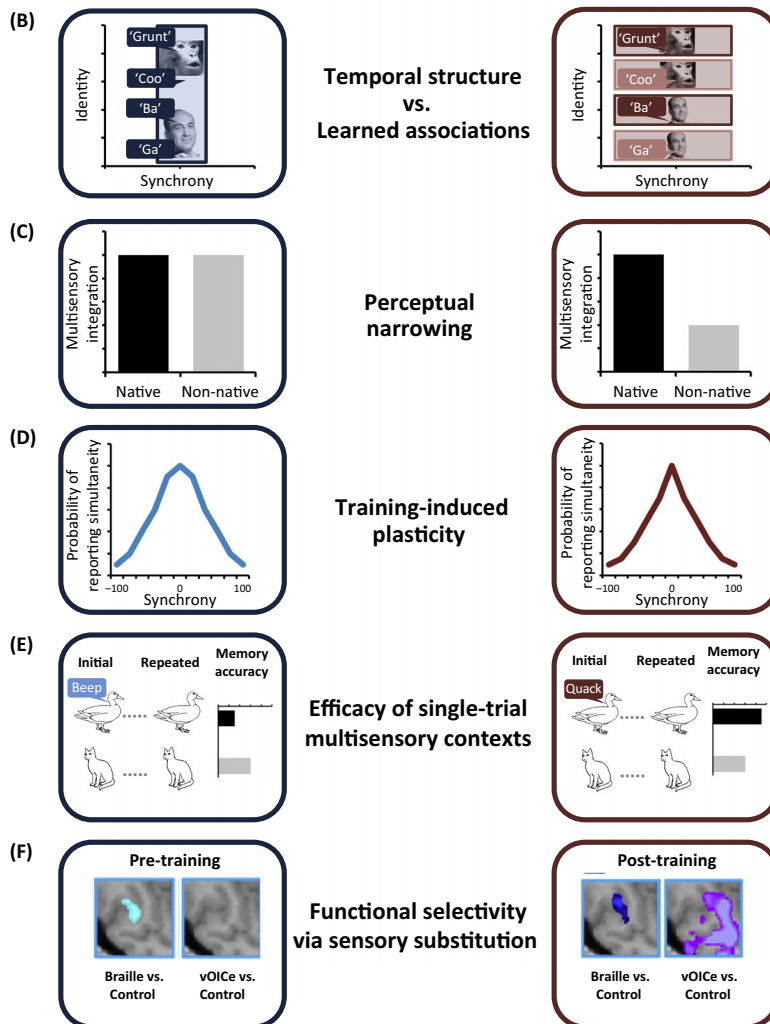 (B)
‘Grunt’
‘Coo’
‘Ba’
‘Ga’
Identity
Synchrony
Temporal structure
vs.
Learned associations
‘Grunt’
‘Coo’
‘Ba’
‘Ga’
Identity
Synchrony
(C)
Multisensory
integration
Native Non-native
Perceptual
narrowing
Multisensory
integration
Native Non-native
(D)
Probability of
reporting simultaneity
−100 0 100
Synchrony
Training-induced
plasticity
Probability of
reporting simultaneity
−100 0 100
Synchrony
(E)
Initial Repeated Memory
accuracy
Beep
Efficacy of single-trial
multisensory contexts
Initial Repeated Memory
accuracy
Quack
(F)
Pre-training
Braille vs.
Control
vOICe vs.
Control
Functional selectivity
via sensory substitution
Post-training
Braille vs.
Control
vOICe vs.
Control